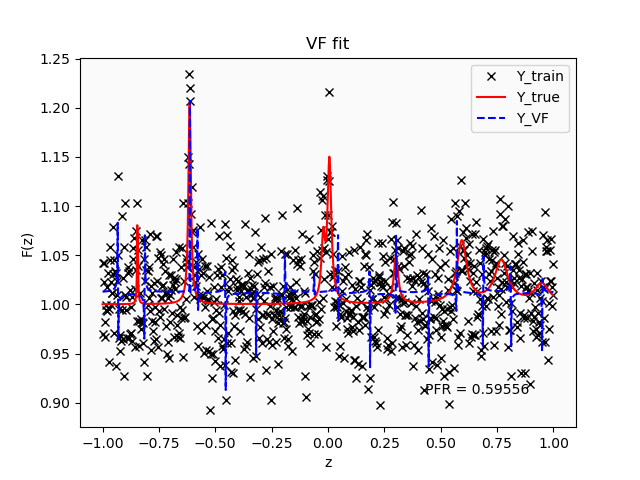 VF fit
1.25
1.20
1.15
1.10
1.05
1.00
0.95
0.90
F(z)
Y_train
Y_true
Y_VF
PFR = 0.59556
−1.00 −0.75 −0.50 −0.25 0.00 0.25 0.50 0.75 1.00
z